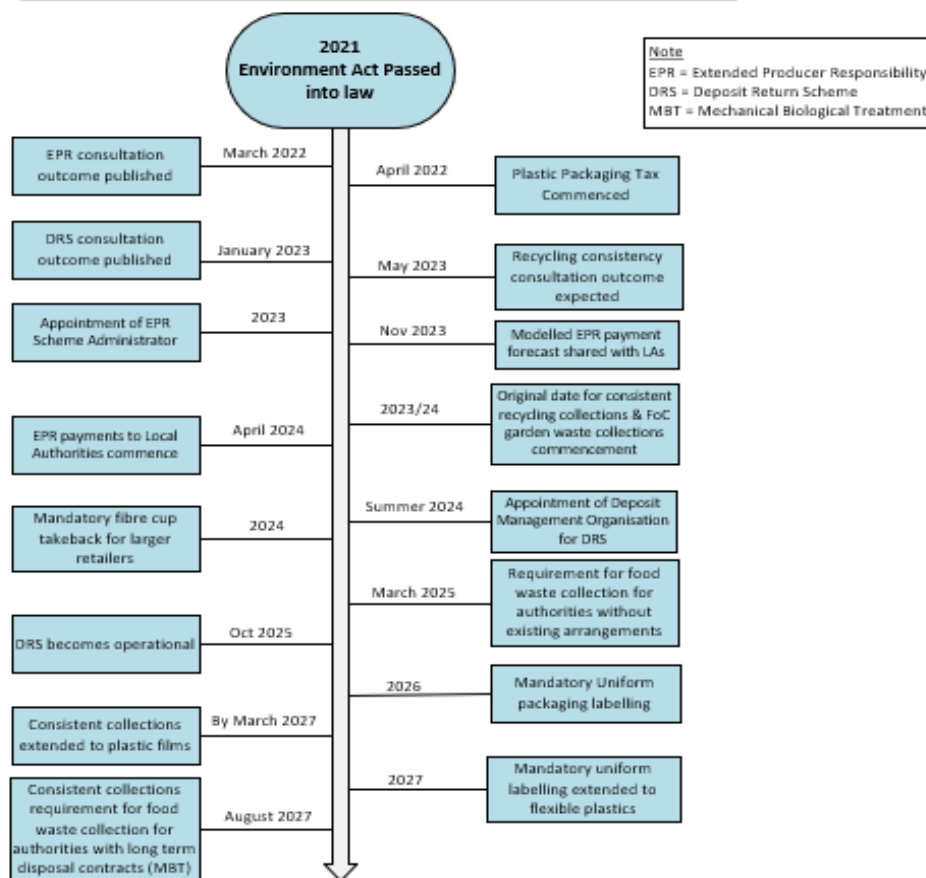 2021
Environment Act Passed
into law
Note
EPR = Extended Producer Responsibility
DRS = Deposit Return Scheme
MBT = Mechanical Biological Treatment
EPR consultation
outcome published
March 2022
April 2022
Plastic Packaging Tax
Commenced
DRS consultation
outcome published
January 2023
May 2023
Recycling consistency
consultation outcome
expected
Appointment of EPR
Scheme Administrator
2023
Nov 2023
Modelled EPR payment
forecast shared with LAs
2023/24
Original date for consistent
recycling collections & FoC
garden waste collections
commencement
EPR payments to Local
Authorities commence
April 2024
Summer 2024
Appointment of Deposit
Management Organisation
for DRS
Mandatory fibre cup
takeback for larger
retailers
2024
March 2025
Requirement for food
waste collection for
authorities without
existing arrangements
DRS becomes operational
Oct 2025
2026
Mandatory Uniform
packaging labelling
Consistent collections
extended to plastic films
By March 2027
2027
Mandatory uniform
labelling extended to
flexible plastics
Consistent collections
requirement for food
waste collection for
authorities with long term
disposal contracts (MBT)
August 2027